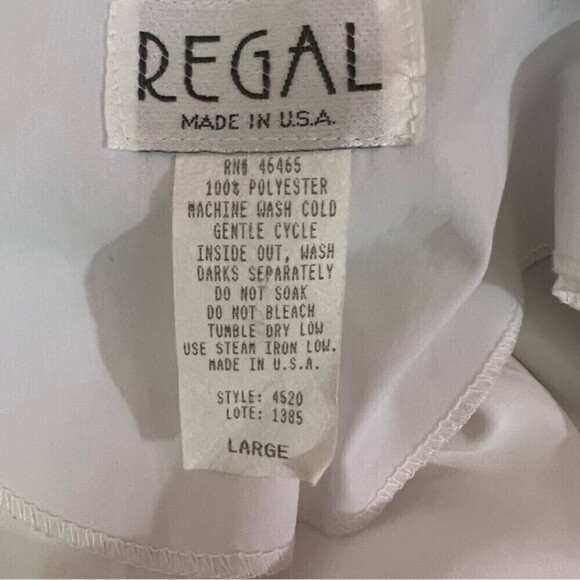 REGAL
MADE IN U.S.A.
RN# 46465
100% POLYESTER
MACHINE WASH COLD
GENTLE CYCLE
INSIDE OUT, WASH
DARKS SEPARATELY
DO NOT SOAK
DO NOT BLEACH
TUMBLE DRY LOW
USE STEAM IRON LOW.
MADE IN U.S.A.
STYLE: 4520
LOTE: 1385
LARGE